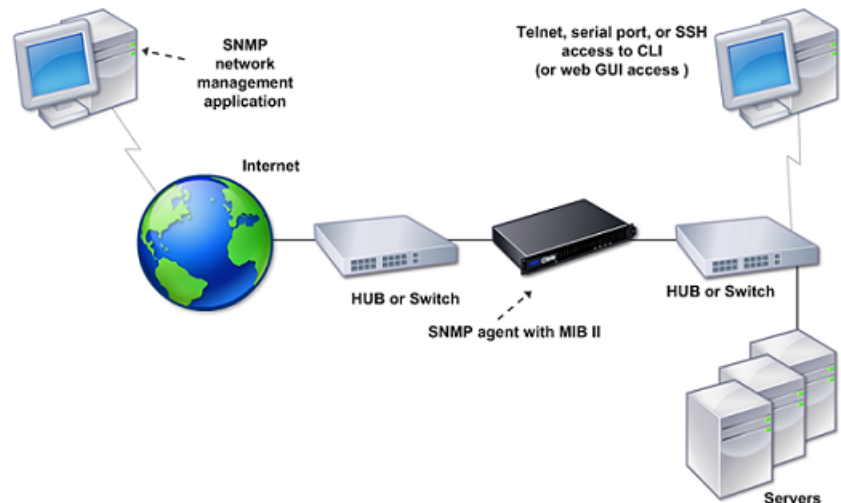 SNMP
network
management
application
Telnet, serial port, or SSH
access to CLI
(or web GUI access )
Internet
HUB or Switch
SNMP agent with MIB II
HUB or Switch
Servers